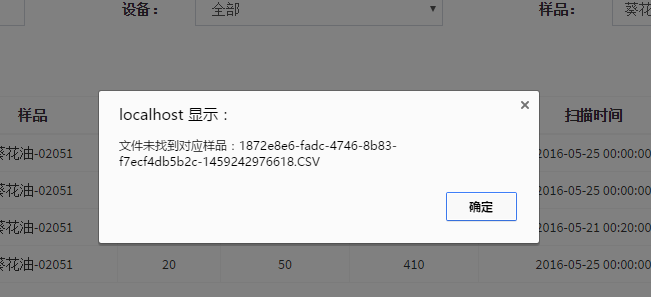 设备： 全部 样品： 葵花
localhost 显示：
文件未找到对应样品：1872e8e6-fadc-4746-8b83-
f7ecf4db5b2c-1459242976618.CSV
确定
样品 扫描时间
葵花油-02051 2016-05-25 00:00:00
葵花油-02051 2016-05-25 00:00:00
葵花油-02051 2016-05-21 00:20:00
葵花油-02051 20 50 410 2016-05-25 00:00:00